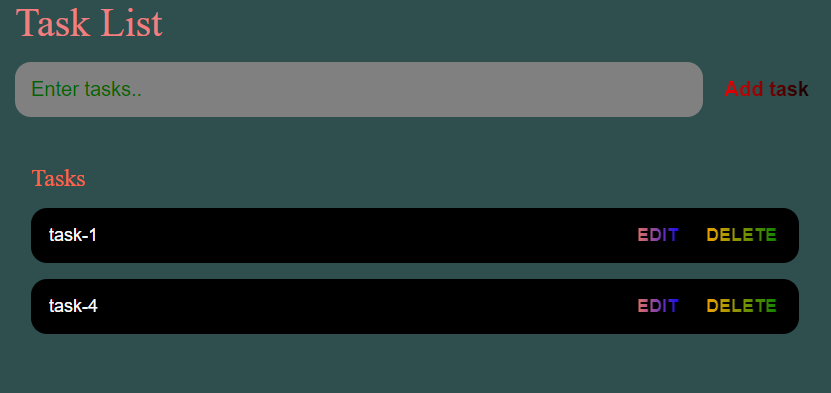 Task List
Enter tasks.. Add task
Tasks
task-1 EDIT DELETE
task-4 EDIT DELETE